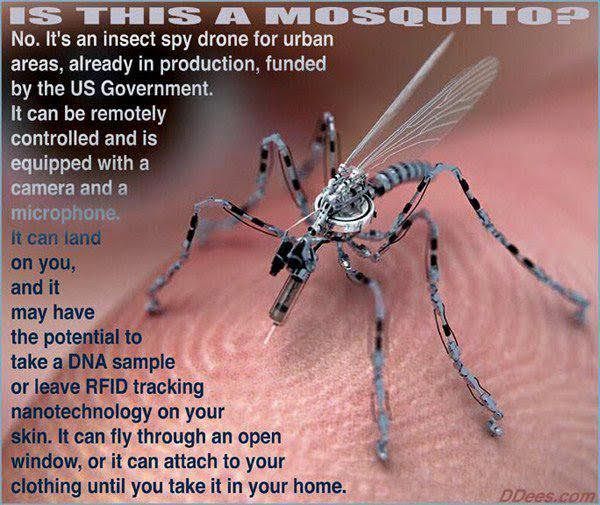 IS THIS A MOSQUITO?
No. It's an insect spy drone for urban
areas, already in production, funded
by the US Government.
It can be remotely
controlled and is
equipped with a
camera and a
microphone.
It can land
on you,
and it
may have
the potential to
take a DNA sample
or leave RFID tracking
nanotechnology on your
skin. It can fly through an open
window, or it can attach to your
clothing until you take it in your home.
DDees.com